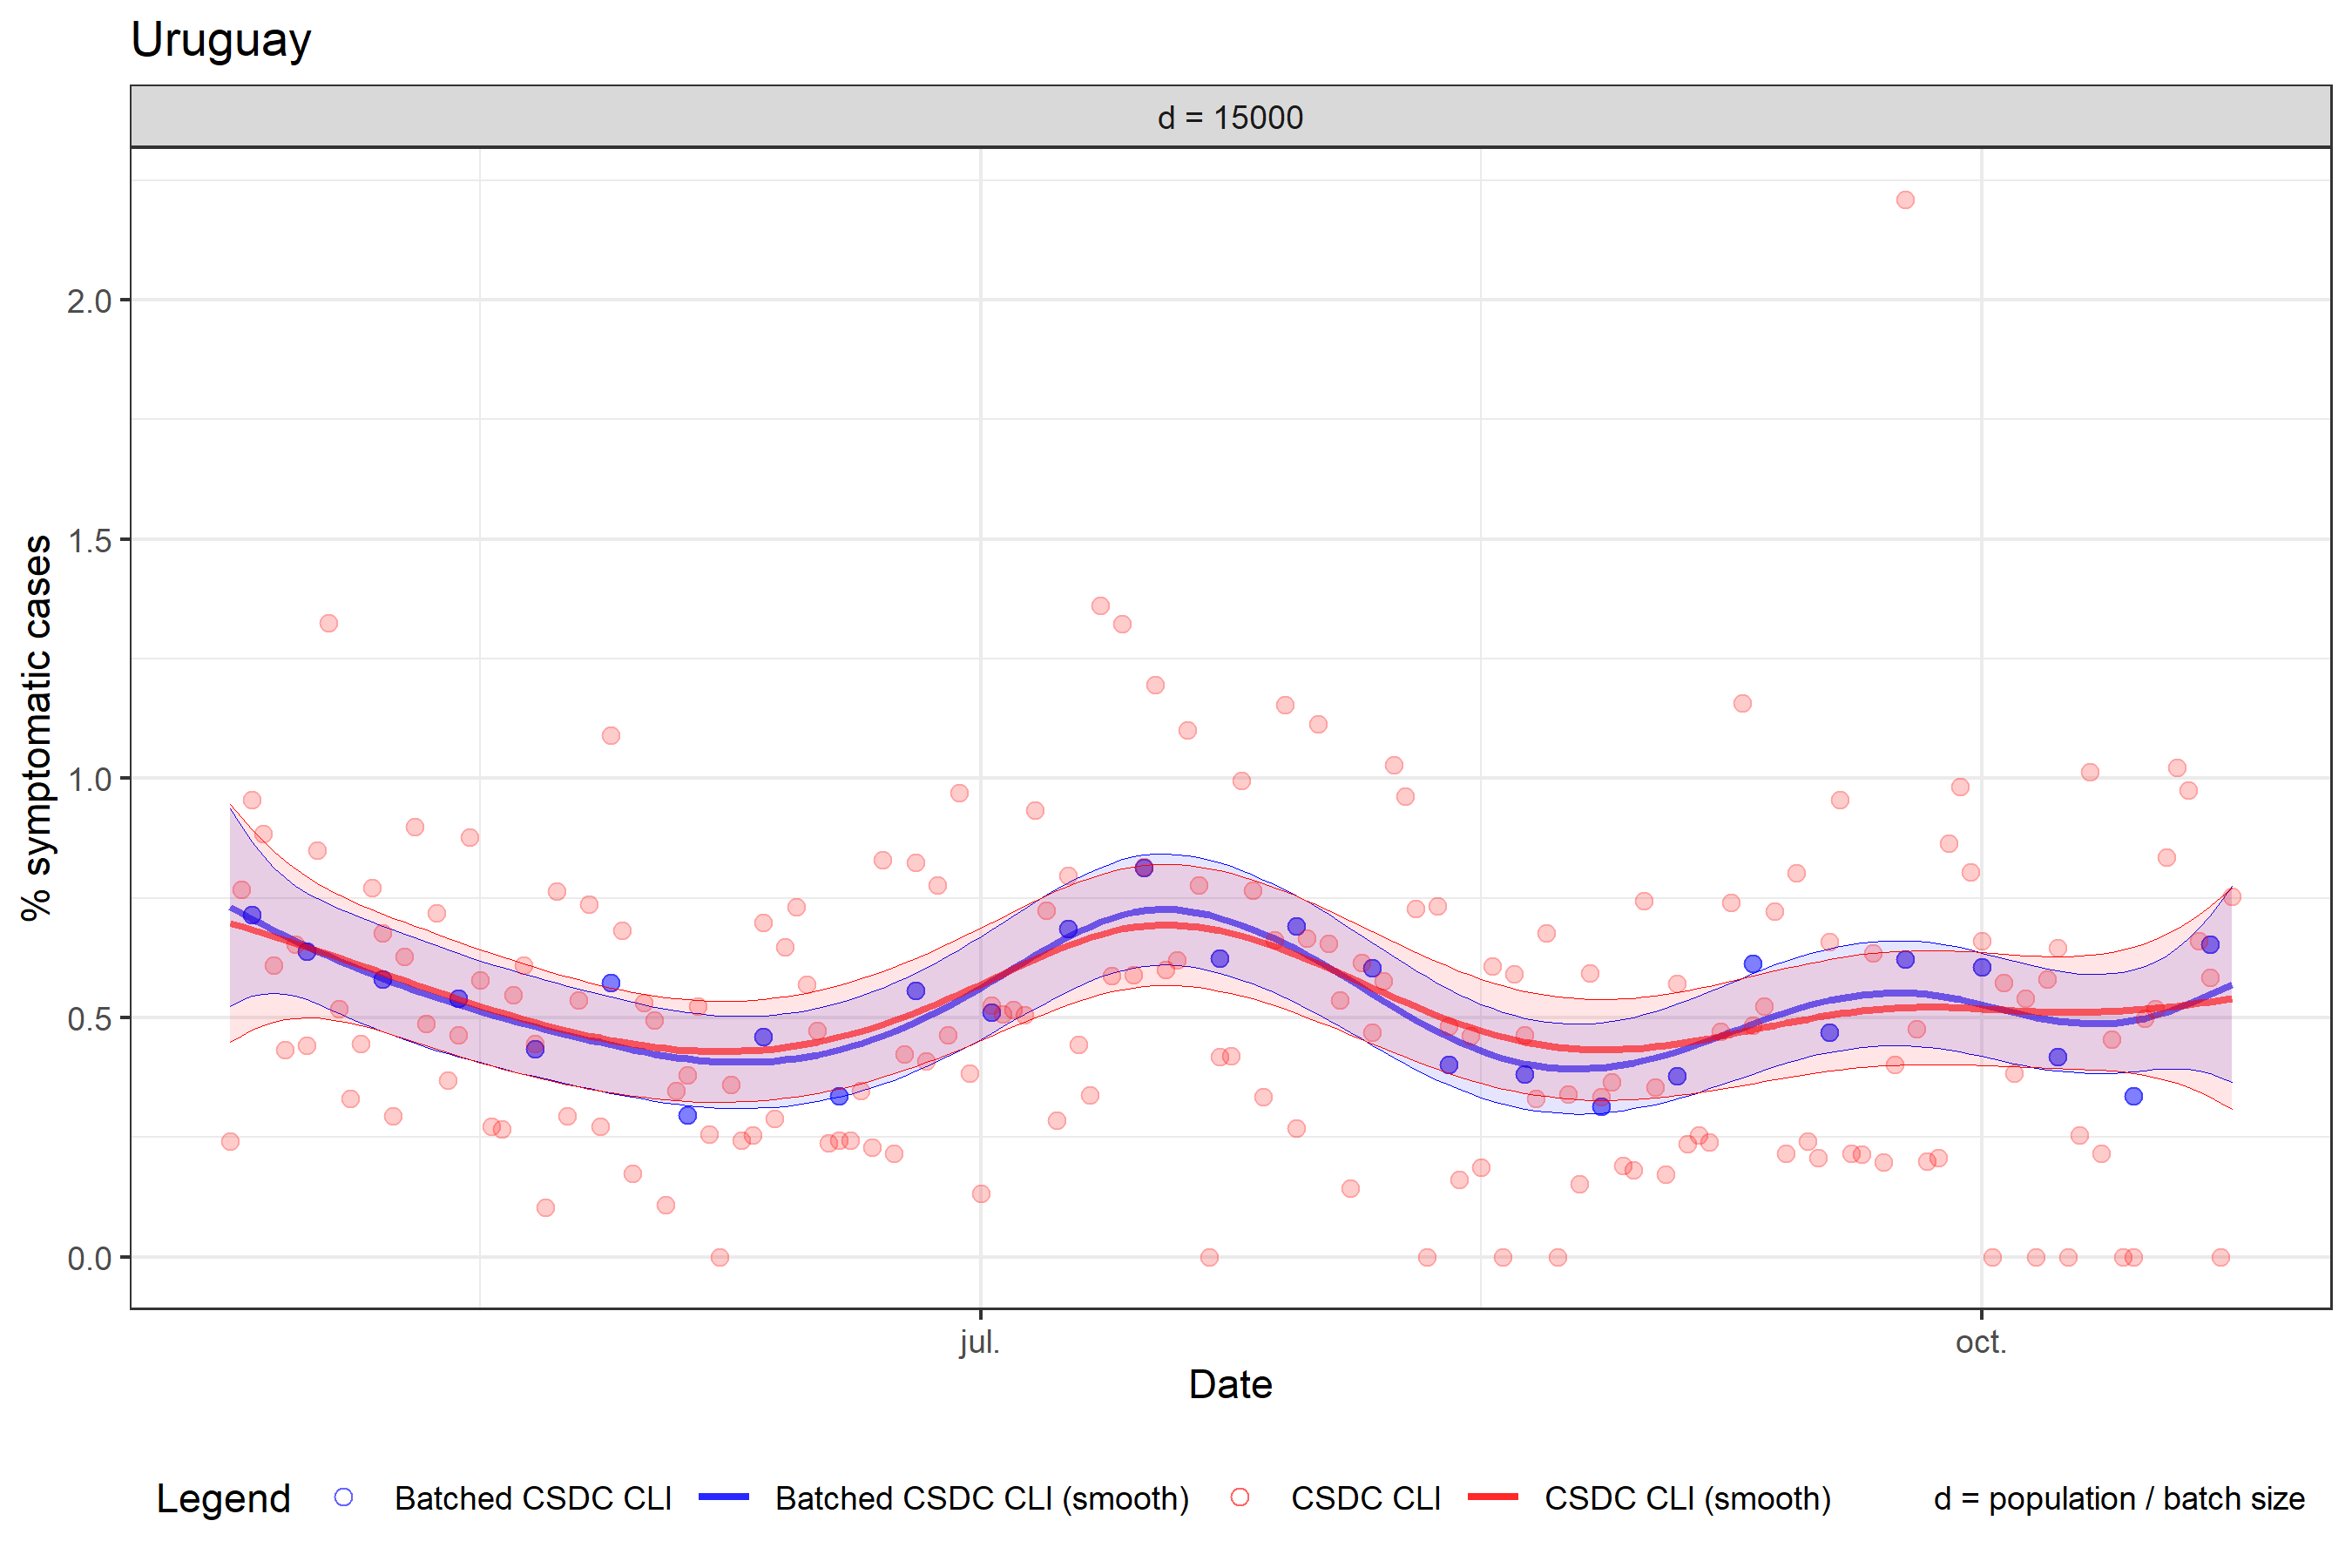 Uruguay
d = 15000
% symptomatic cases
2.0
1.5
1.0
0.5
0.0
jul.
oct.
Date
Legend
Batched CSDC CLI
Batched CSDC CLI (smooth)
CSDC CLI
CSDC CLI (smooth)
d = population / batch size